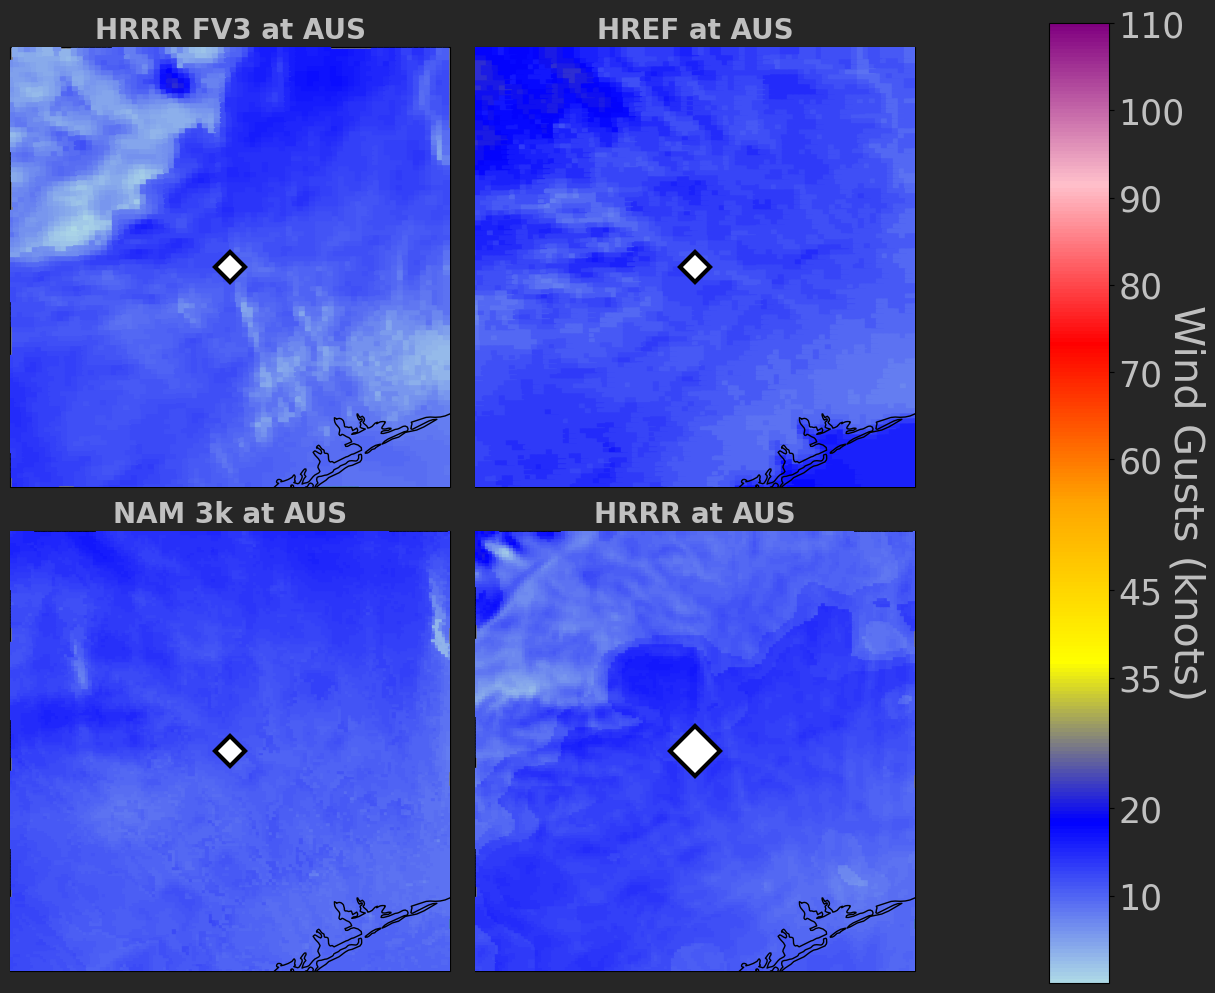 HRRR FV3 at AUS
HREF at AUS
NAM 3k at AUS
HRRR at AUS
110
100
90
80
70
60
45
35
20
10
Wind Gusts (knots)